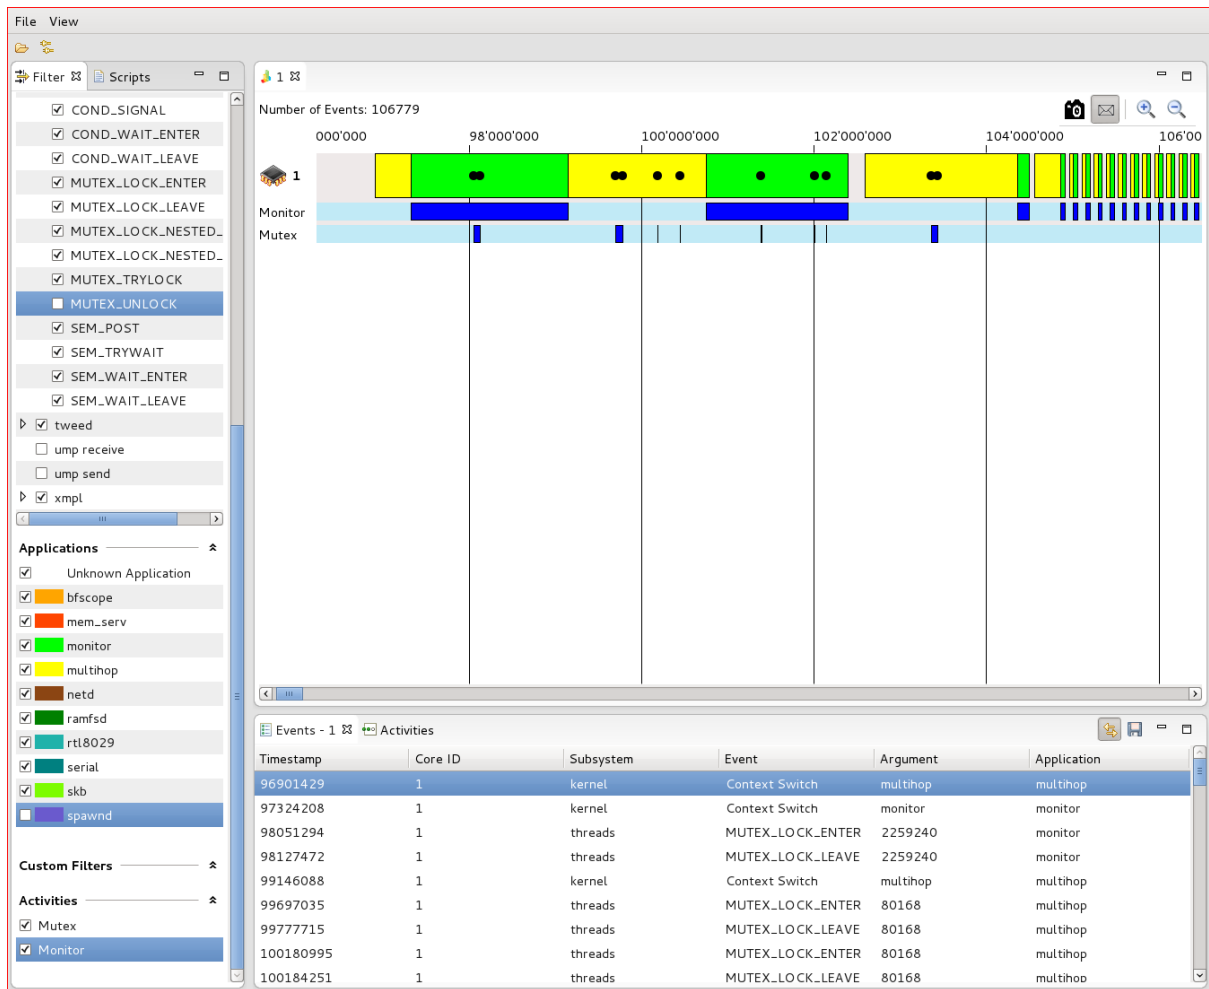 File View
Filter Scripts
COND_SIGNAL
COND_WAIT_ENTER
COND_WAIT_LEAVE
MUTEX_LOCK_ENTER
MUTEX_LOCK_LEAVE
MUTEX_LOCK_NESTED_
MUTEX_LOCK_NESTED_
MUTEX_TRYLOCK
MUTEX_UNLOCK
SEM_POST
SEM_TRYWAIT
SEM_WAIT_ENTER
SEM_WAIT_LEAVE
tweed
ump receive
ump send
xmpl
Applications
Unknown Application
bfscope
mem_serv
monitor
multihop
netd
ramfsd
rtl8029
serial
skb
spawnd
Custom Filters
Activities
Mutex
Monitor
1
Number of Events: 106779
000'000 98'000'000 100'000'000 102'000'000 104'000'000 106'00
1
Monitor
Mutex
Events - 1 Activities
Timestamp Core ID Subsystem Event Argument Application
96901429 1 kernel Context Switch multihop multihop
97324208 1 kernel Context Switch monitor monitor
98051294 1 threads MUTEX_LOCK_ENTER 2259240 monitor
98127472 1 threads MUTEX_LOCK_LEAVE 2259240 monitor
99146088 1 kernel Context Switch multihop multihop
99697035 1 threads MUTEX_LOCK_ENTER 80168 multihop
99777715 1 threads MUTEX_LOCK_LEAVE 80168 multihop
100180995 1 threads MUTEX_LOCK_ENTER 80168 multihop
100184251 1 threads MUTEX_LOCK_LEAVE 80168 multihop